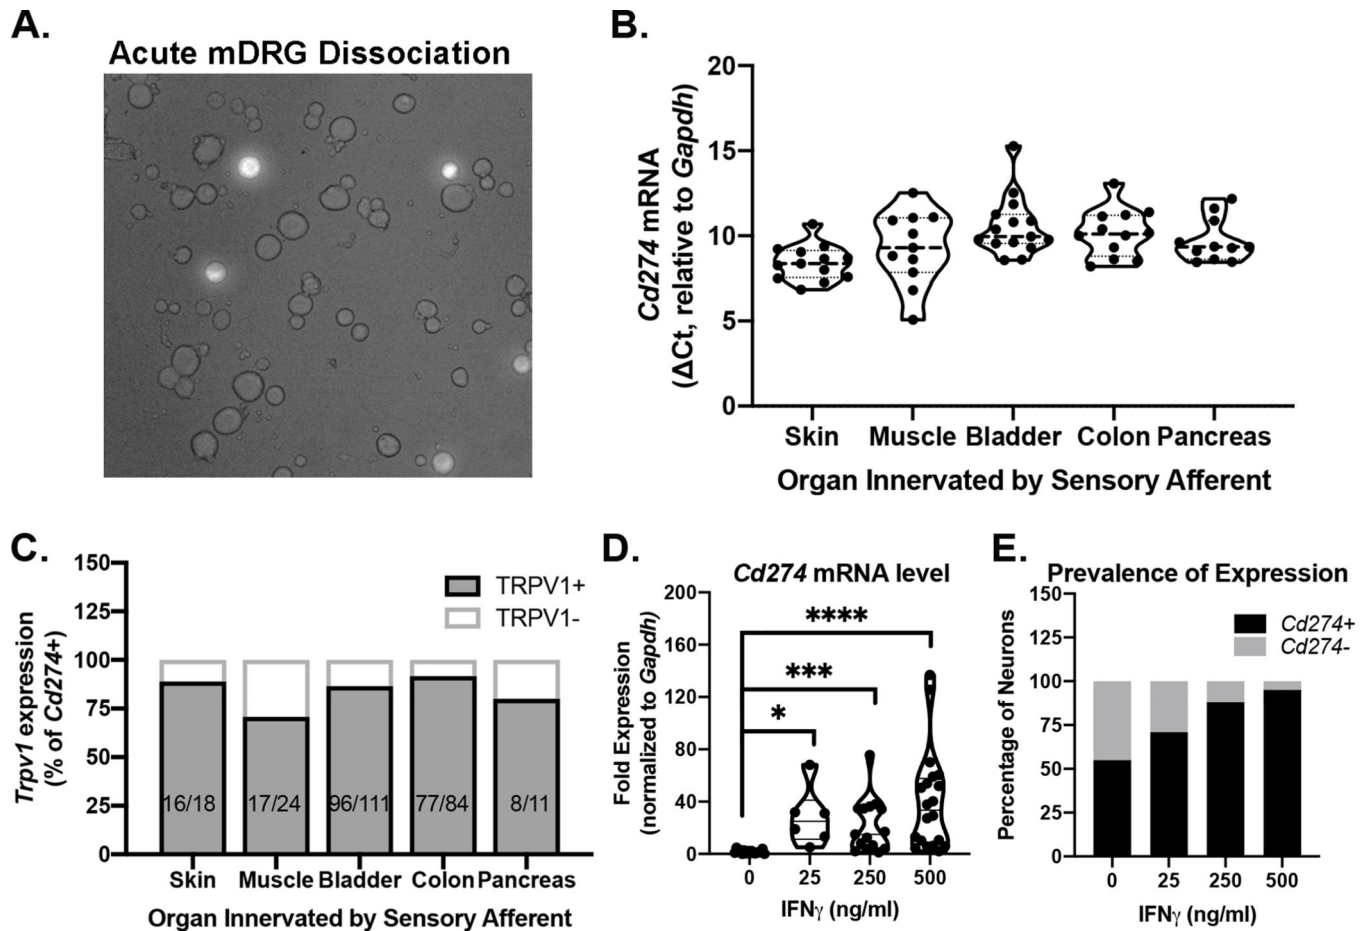 A.
Acute mDRG Dissociation
B.
Cd274 mRNA
(ΔCt, relative to Gapdh)
20
15
10
5
0
Skin Muscle Bladder Colon Pancreas
Organ Innervated by Sensory Afferent
C.
Trpv1 expression
(% of Cd274+)
150
125
100
75
50
25
0
TRPV1+
TRPV1-
16/18 17/24 96/111 77/84 8/11
Skin Muscle Bladder Colon Pancreas
Organ Innervated by Sensory Afferent
D.
Cd274 mRNA level
Fold Expression
(normalized to Gapdh)
200
160
120
80
40
0
****
***
*
0 25 250 500
IFNγ (ng/ml)
E.
Prevalence of Expression
Percentage of Neurons
150
125
100
75
50
25
0
Cd274+
Cd274-
0 25 250 500
IFNγ (ng/ml)